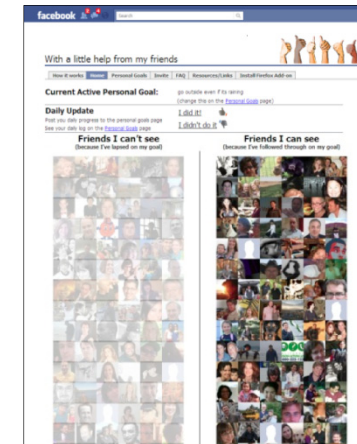 facebook
Search
With a little help from my friends
How it works Home Personal Goals Invite FAQ Resources/Links Install Firefox Add-on
Current Active Personal Goal: go outside even if its raining
(change this on the Personal Goals page)
Daily Update
Post you daily progress to the personal goals page
See your daily log on the Personal Goals page
I did it!
I didn't do it
Friends I can't see
(because I've lapsed on my goal)
Friends I can see
(because I've followed through on my goal)